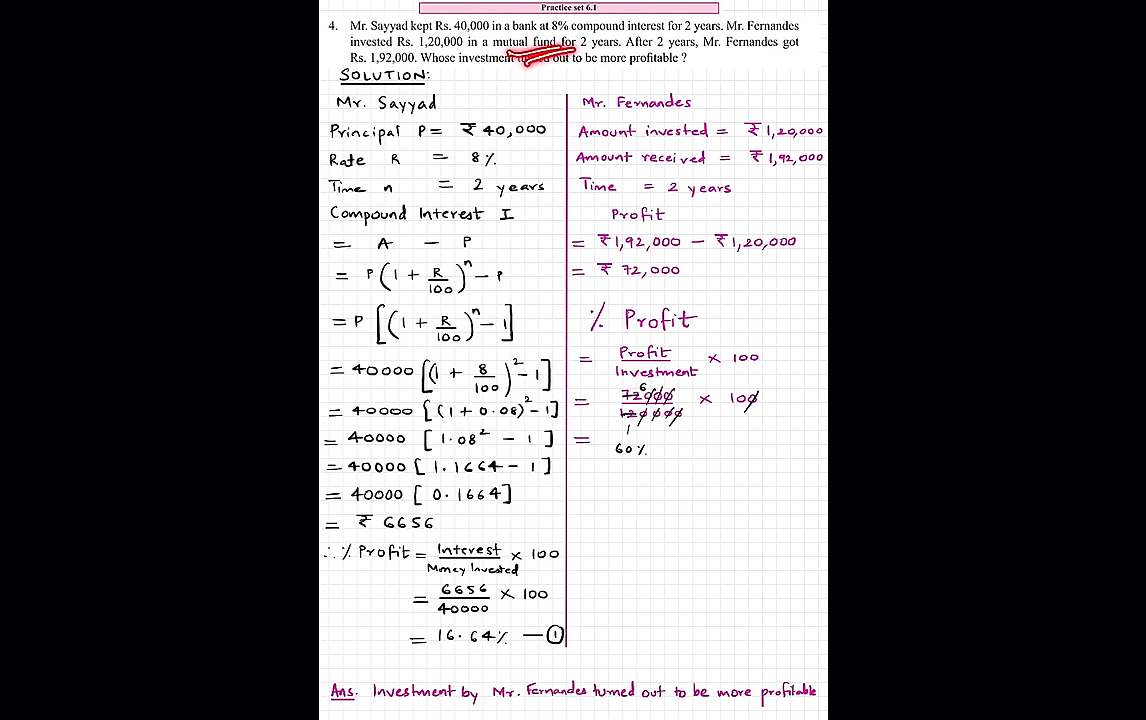 Practice set 6.1
4. Mr. Sayyad kept Rs. 40,000 in a bank at 8% compound interest for 2 years. Mr. Fernandes
invested Rs. 1,20,000 in a mutual fund for 2 years. After 2 years, Mr. Fernandes got
Rs. 1,92,000. Whose investment out to be more profitable ?
SOLUTION:
Mr. Sayyad
Principal P = ₹ 40,000
Rate R = 8%
Time n = 2 years
Compound Interest I
= A - P
= P(1 + R/100)^n - P
= P [(1 + R/100)^n - 1]
= 40000 [(1 + 8/100)^2 - 1]
= 40000 [(1 + 0.08)^2 - 1]
= 40000 [1.08^2 - 1]
= 40000 [1.1664 - 1]
= 40000 [0.1664]
= ₹ 6656
∴ % Profit = Interest/Money Invested × 100
= 6656/40000 × 100
= 16.64% — ①
Mr. Fernandes
Amount invested = ₹ 1,20,000
Amount received = ₹ 1,92,000
Time = 2 years
Profit
= ₹ 1,92,000 - ₹ 1,20,000
= ₹ 72,000
% Profit
= Profit/Investment × 100
= 72000/120000 × 100
6
1
=
60%
Ans. Investment by Mr. Fernandes turned out to be more profitable